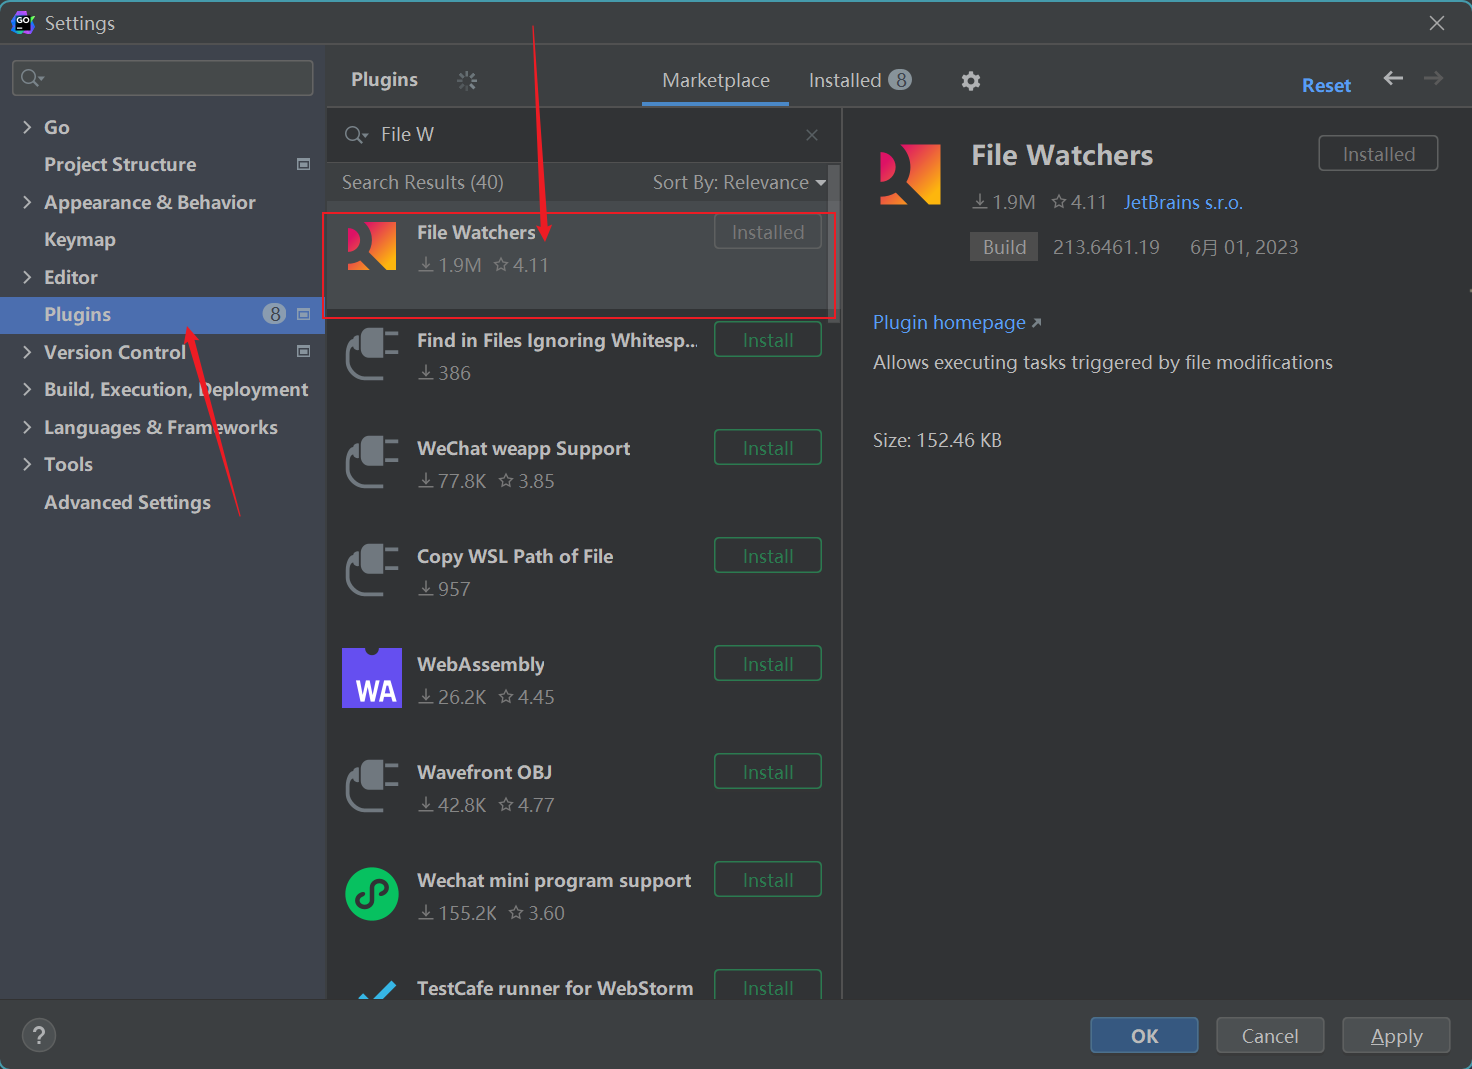 GO
Settings
Plugins
Marketplace
Installed 8
Reset
Go
Project Structure
Appearance & Behavior
Keymap
Editor
Plugins 8
Version Control
Build, Execution, Deployment
Languages & Frameworks
Tools
Advanced Settings
File W
Search Results (40)
Sort By: Relevance
File Watchers
Installed
1.9M 4.11
Find in Files Ignoring Whitesp...
Install
386
WeChat weapp Support
Install
77.8K 3.85
Copy WSL Path of File
Install
957
WA
WebAssembly
Install
26.2K 4.45
Wavefront OBJ
Install
42.8K 4.77
Wechat mini program support
Install
155.2K 3.60
TestCafe runner for WebStorm
Install
File Watchers
Installed
1.9M 4.11 JetBrains s.r.o.
Build 213.6461.19 6月 01, 2023
Plugin homepage
Allows executing tasks triggered by file modifications
Size: 152.46 KB
?
OK
Cancel
Apply